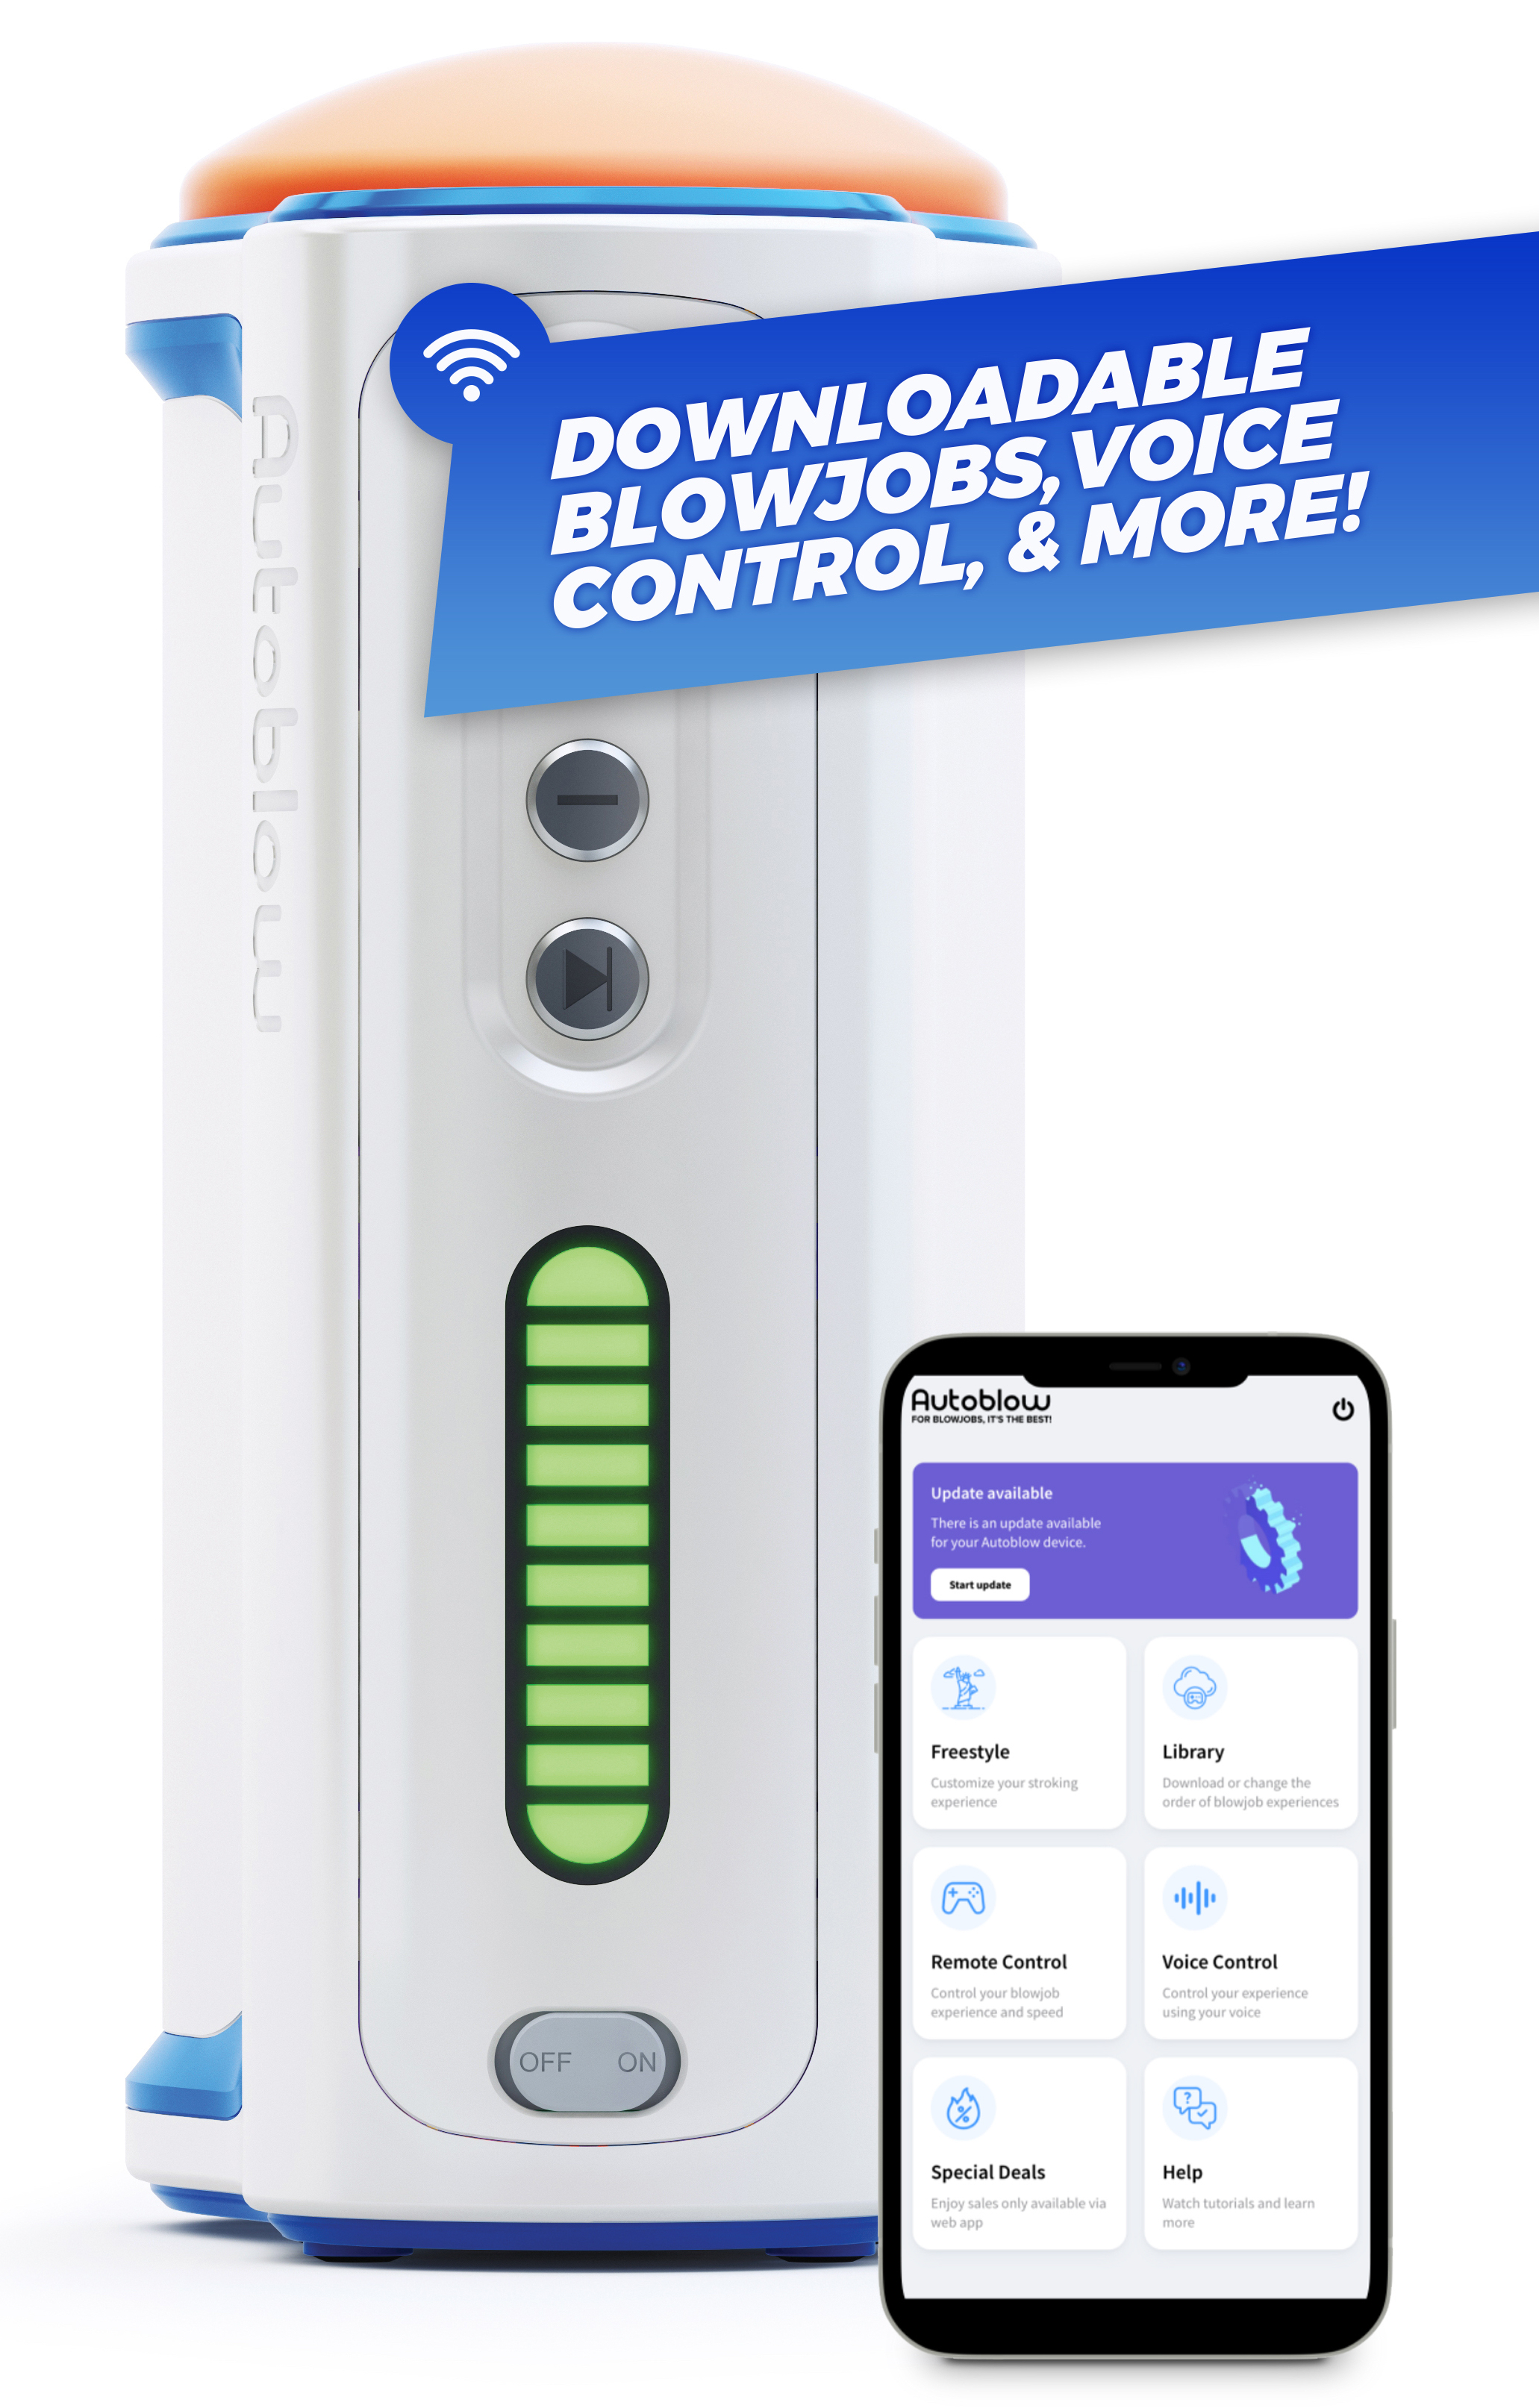 Autoblow
DOWNLOADABLE
BLOWJOBS, VOICE
CONTROL, & MORE!
OFF ON
Autoblow
FOR BLOWJOBS, IT'S THE BEST!
Update available
There is an update available
for your Autoblow device.
Start update
Freestyle
Customize your stroking
experience
Library
Download or change the
order of blowjob experiences
Remote Control
Control your blowjob
experience and speed
Voice Control
Control your experience
using your voice
Special Deals
Enjoy sales only available via
web app
Help
Watch tutorials and learn
more